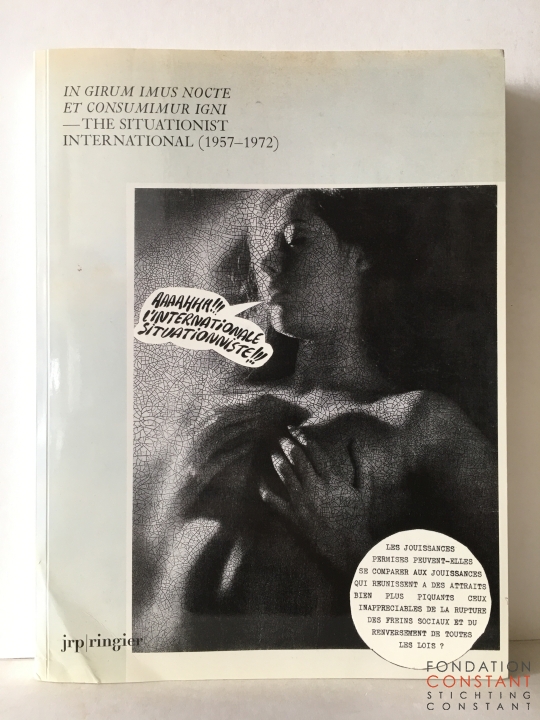 IN GIRUM IMUS NOCTE
ET CONSUMIMUR IGNI
—THE SITUATIONIST
INTERNATIONAL (1957–1972)
AAAAHHH!!!
L'INTERNATIONALE
SITUATIONNISTE!!!
LES JOUISSANCES
PERMISES PEUVENT-ELLES
SE COMPARER AUX JOUISSANCES
QUI REUNISSENT A DES ATTRAITS
BIEN PLUS PIQUANTS CEUX
INAPPRECIABLES DE LA RUPTURE
DES FREINS SOCIAUX ET DU
RENVERSEMENT DE TOUTES
LES LOIS ?
jrp|ringier
FONDATION
CONSTANT
STICHTING
CONSTANT